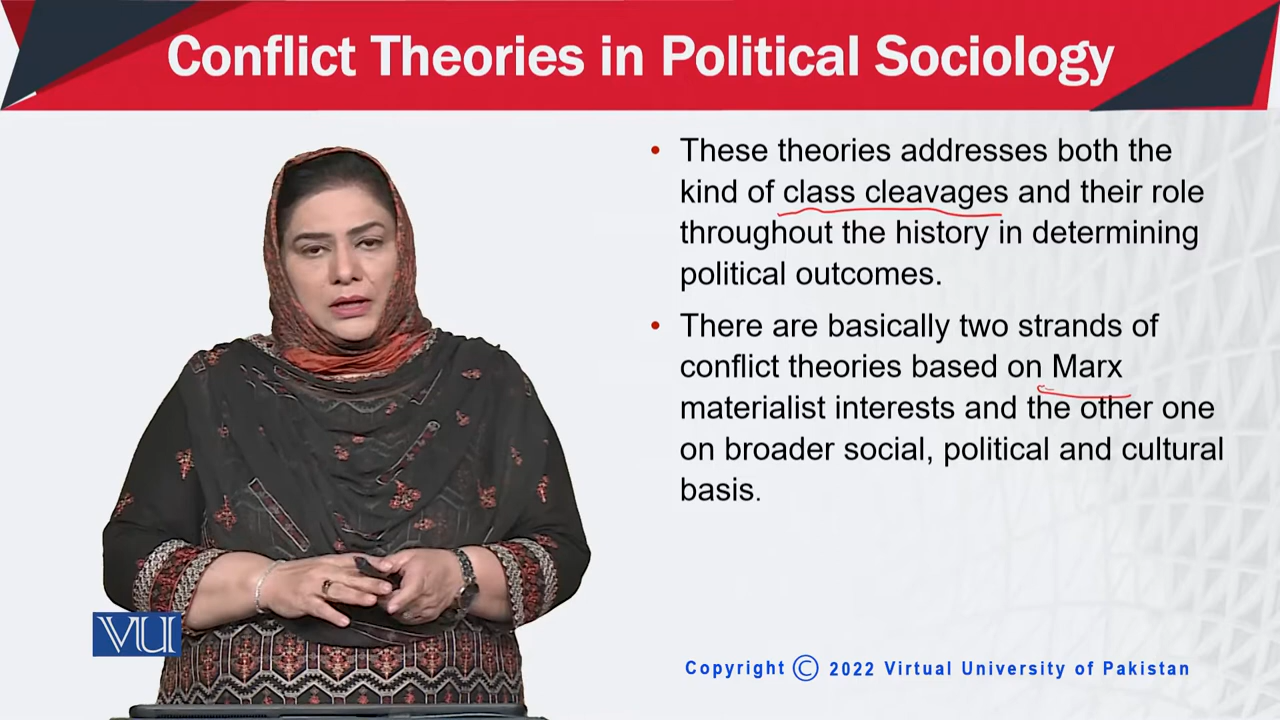 Conflict Theories in Political Sociology
• These theories addresses both the
kind of class cleavages and their role
throughout the history in determining
political outcomes.
• There are basically two strands of
conflict theories based on Marx
materialist interests and the other one
on broader social, political and cultural
basis.
VU
Copyright © 2022 Virtual University of Pakistan